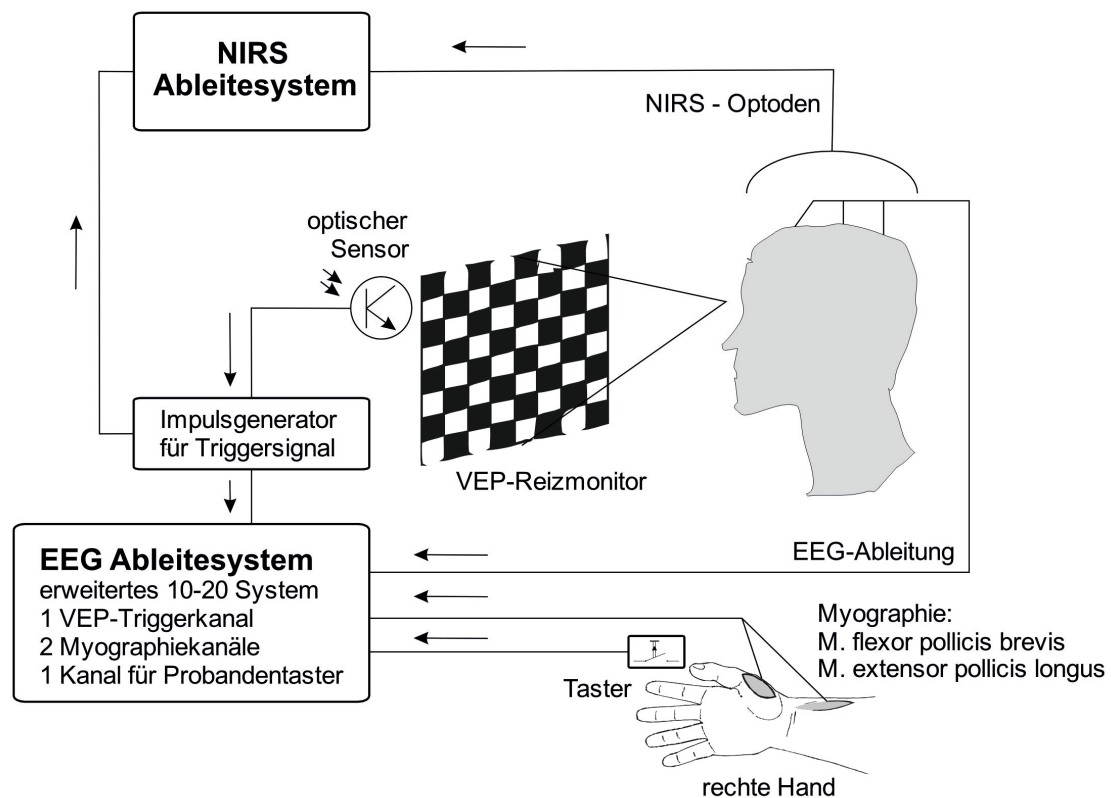 NIRS
Ableitesystem
NIRS - Optoden
optischer
Sensor
Impulsgenerator
für Triggersignal
VEP-Reizmonitor
EEG Ableitesystem
erweitertes 10-20 System
1 VEP-Triggerkanal
2 Myographiekanäle
1 Kanal für Probandentaster
EEG-Ableitung
Myographie:
M. flexor pollicis brevis
M. extensor pollicis longus
Taster
rechte Hand